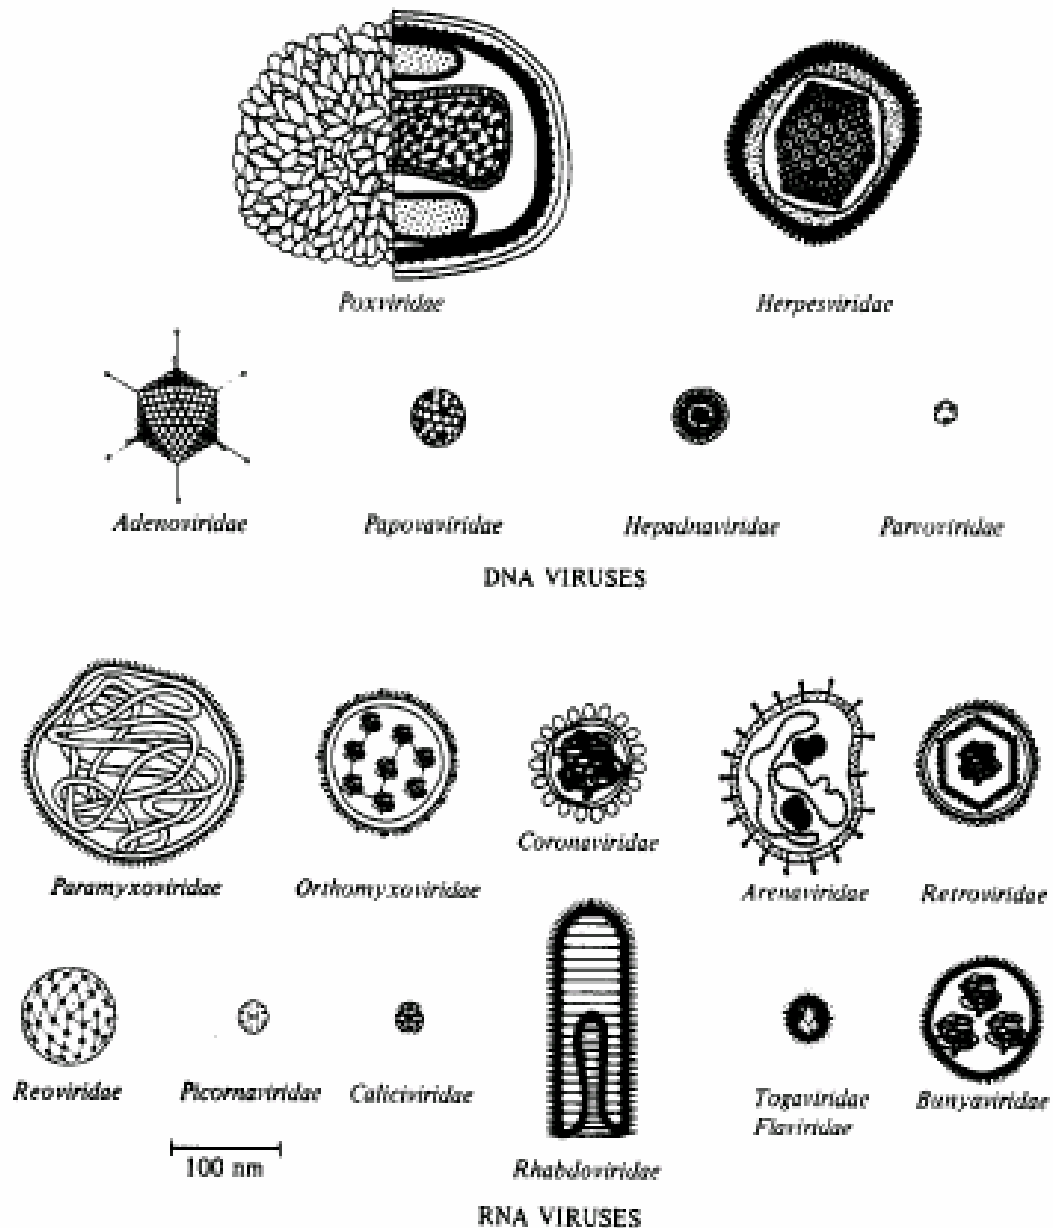 Poxviridae
Herpesviridae
Adenoviridae
Papovaviridae
Hepadnaviridae
Parvoviridae
DNA VIRUSES
Paramyxoviridae
Orthomyxoviridae
Coronaviridae
Arenaviridae
Retroviridae
Reoviridae
Picornaviridae
Caliciviridae
Rhabdoviridae
Togaviridae
Flaviridae
Bunyaviridae
100 nm
RNA VIRUSES